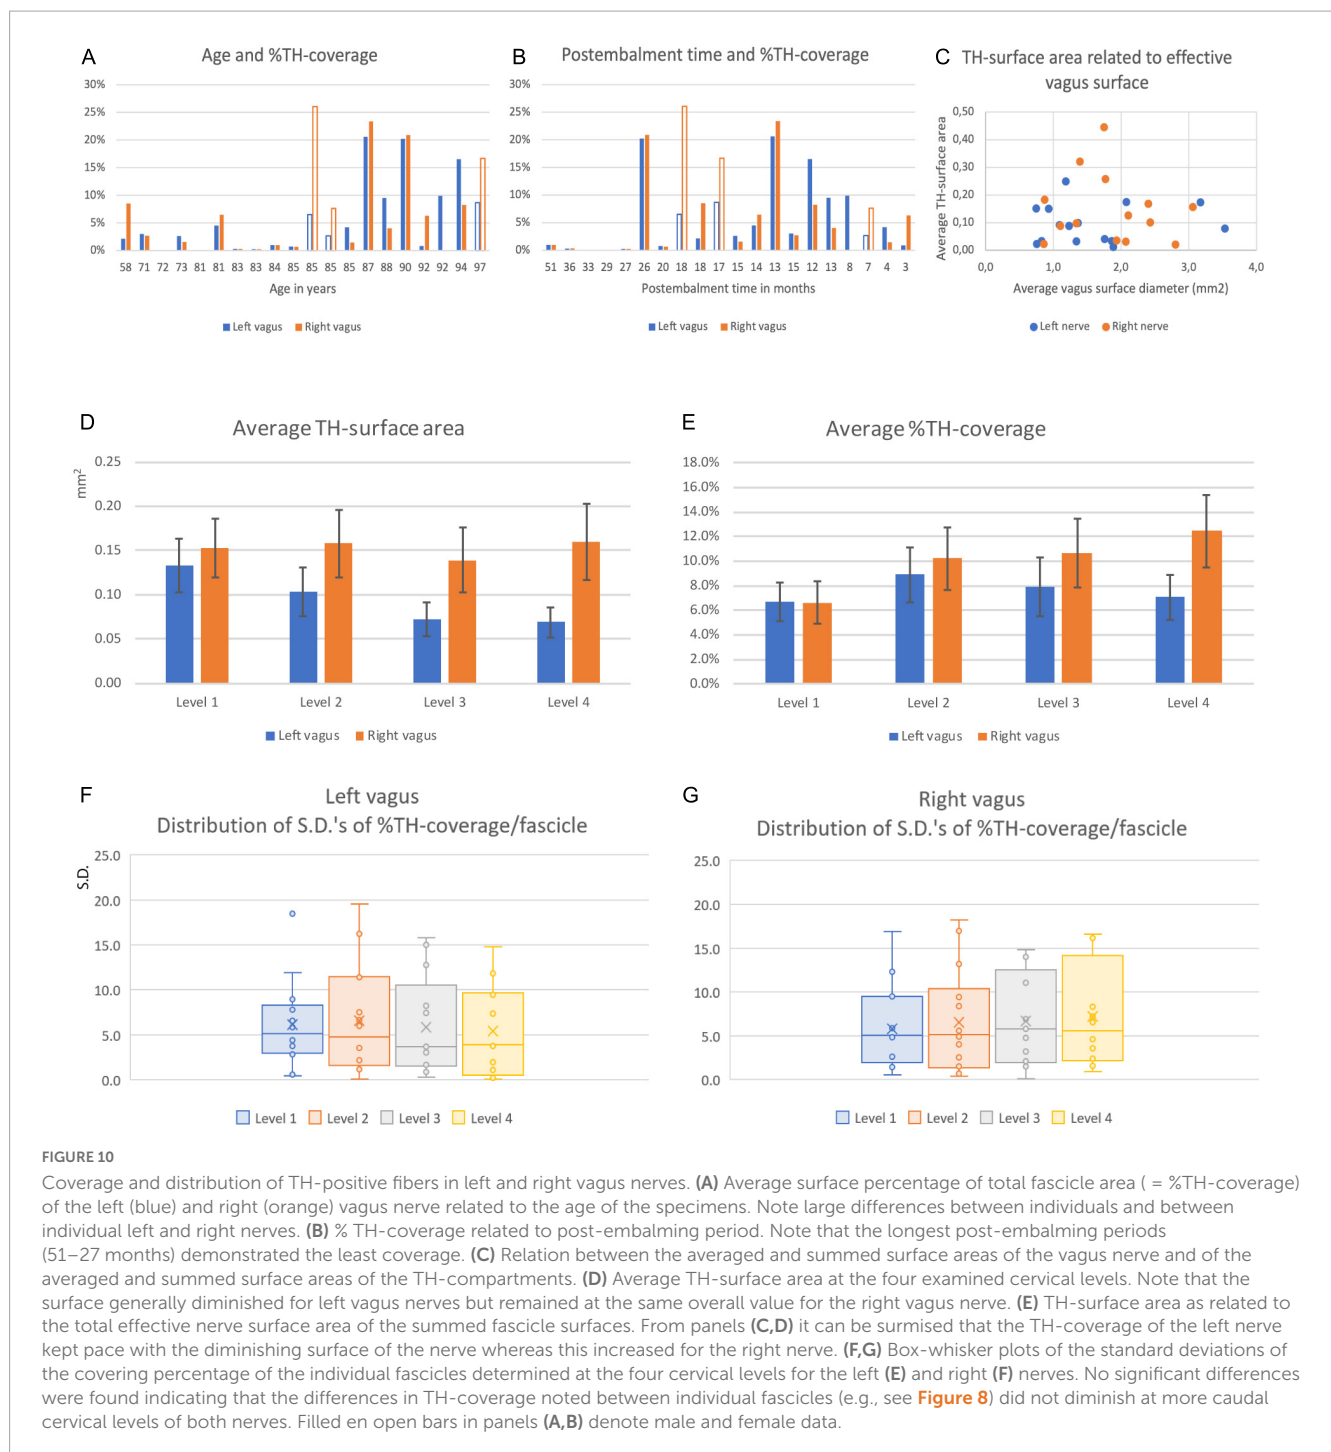 A
Age and %TH-coverage
30%
25%
20%
15%
10%
5%
0%
58 71 72 73 81 81 83 83 84 85 85 85 85 87 88 90 92 92 94 97
Age in years
Left vagus Right vagus
B
Postembalment time and %TH-coverage
30%
25%
20%
15%
10%
5%
0%
51 36 33 29 27 26 20 18 18 17 15 14 13 15 12 13 8 7 4 3
Postembalment time in months
Left vagus Right vagus
C
TH-surface area related to effective
vagus surface
Average TH-surface area
0,50
0,40
0,30
0,20
0,10
0,00
0,0 1,0 2,0 3,0 4,0
Average vagus surface diameter (mm2)
Left nerve Right nerve
D
Average TH-surface area
mm2
0.25
0.20
0.15
0.10
0.05
0.00
Level 1 Level 2 Level 3 Level 4
Left vagus Right vagus
E
Average %TH-coverage
18.0%
16.0%
14.0%
12.0%
10.0%
8.0%
6.0%
4.0%
2.0%
0.0%
Level 1 Level 2 Level 3 Level 4
Left vagus Right vagus
F
Left vagus
Distribution of S.D.'s of %TH-coverage/fascicle
S.D.
25.0
20.0
15.0
10.0
5.0
0.0
Level 1 Level 2 Level 3 Level 4
G
Right vagus
Distribution of S.D.'s of %TH-coverage/fascicle
25.0
20.0
15.0
10.0
5.0
0.0
Level 1 Level 2 Level 3 Level 4
FIGURE 10
Coverage and distribution of TH-positive fibers in left and right vagus nerves. (A) Average surface percentage of total fascicle area ( = %TH-coverage)
of the left (blue) and right (orange) vagus nerve related to the age of the specimens. Note large differences between individuals and between
individual left and right nerves. (B) % TH-coverage related to post-embalming period. Note that the longest post-embalming periods
(51–27 months) demonstrated the least coverage. (C) Relation between the averaged and summed surface areas of the vagus nerve and of the
averaged and summed surface areas of the TH-compartments. (D) Average TH-surface area at the four examined cervical levels. Note that the
surface generally diminished for left vagus nerves but remained at the same overall value for the right vagus nerve. (E) TH-surface area as related to
the total effective nerve surface area of the summed fascicle surfaces. From panels (C,D) it can be surmised that the TH-coverage of the left nerve
kept pace with the diminishing surface of the nerve whereas this increased for the right nerve. (F,G) Box-whisker plots of the standard deviations of
the covering percentage of the individual fascicles determined at the four cervical levels for the left (E) and right (F) nerves. No significant differences
were found indicating that the differences in TH-coverage noted between individual fascicles (e.g., see Figure 8) did not diminish at more caudal
cervical levels of both nerves. Filled en open bars in panels (A,B) denote male and female data.